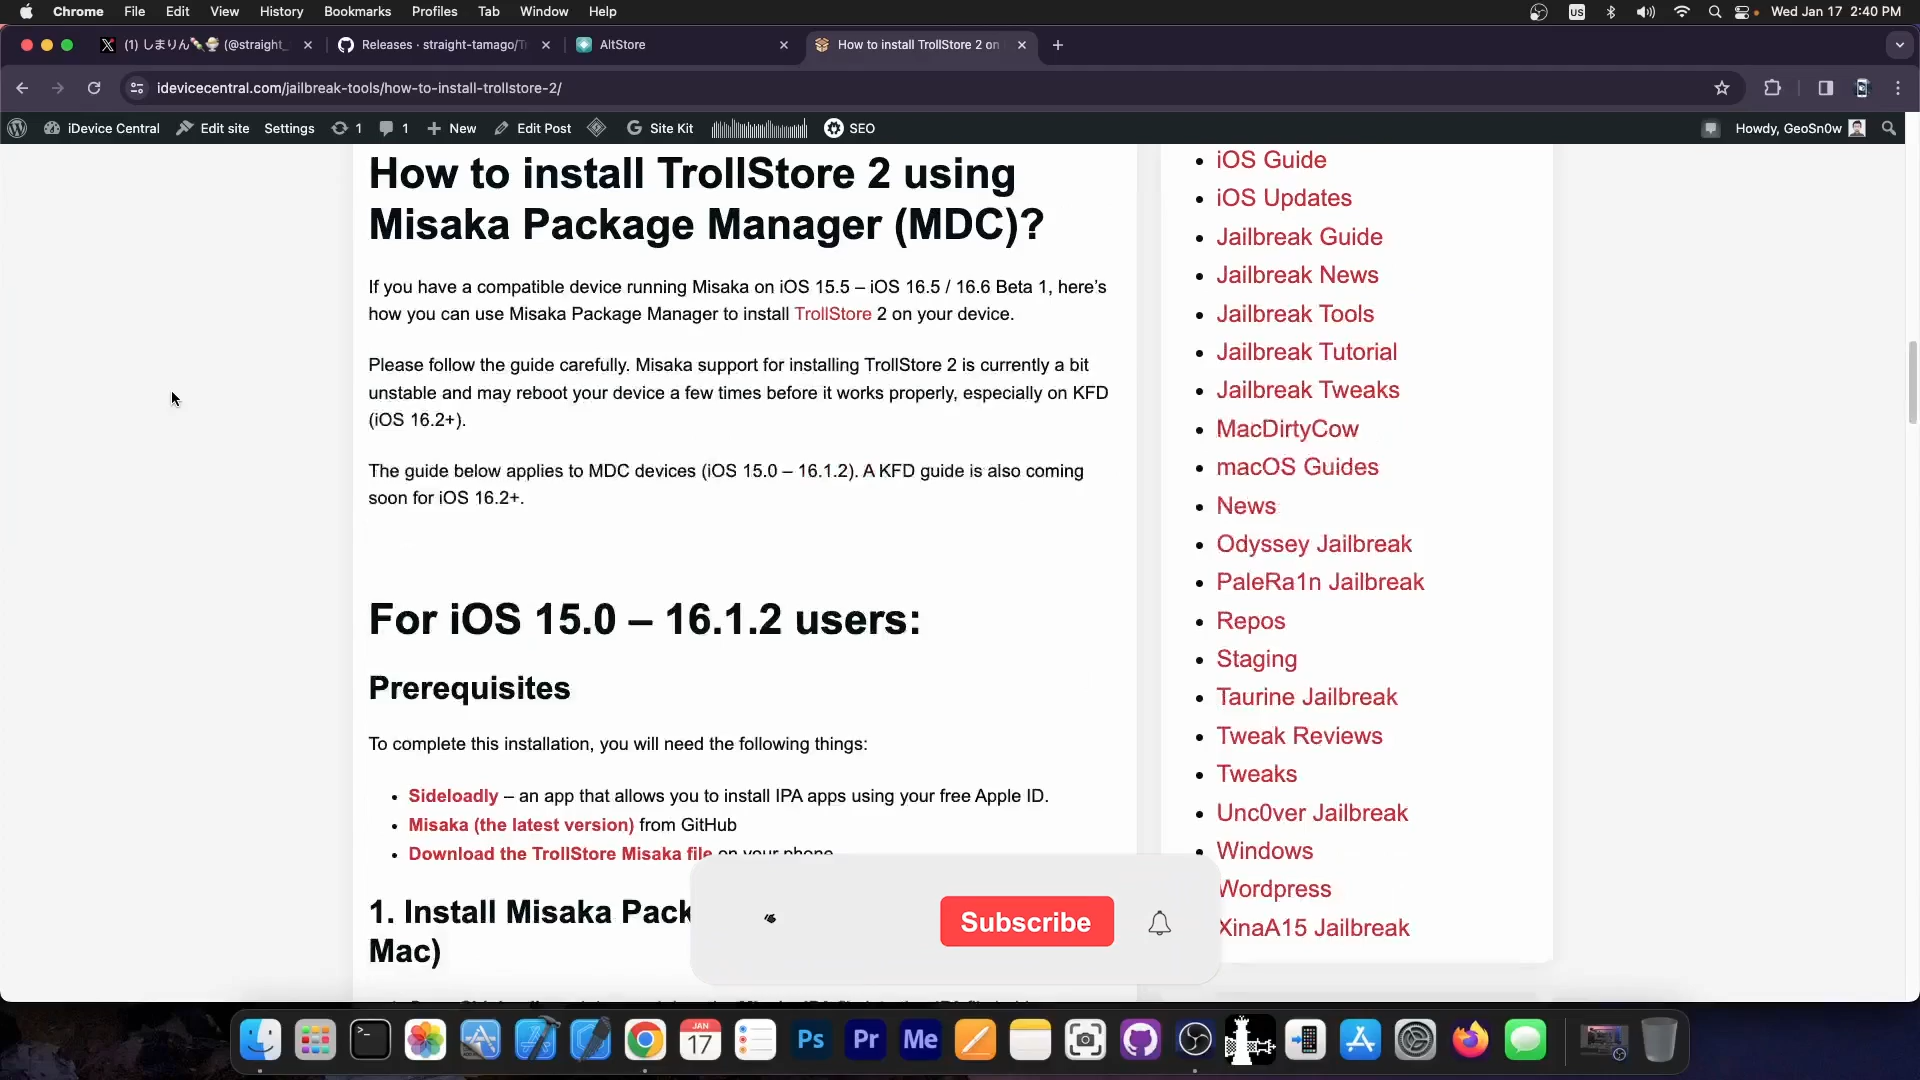 Chrome File Edit View History Bookmarks Profiles Tab Window Help
US Wed Jan 17 2:40 PM
(1) しまりん🍡🍨 (@straight_ Releases · straight-tamago/Tr AltStore How to install TrollStore 2 on
idevicecentral.com/jailbreak-tools/how-to-install-trollstore-2/
iDevice Central Edit site Settings 1 1 New Edit Post Site Kit SEO Howdy, GeoSn0w
How to install TrollStore 2 using
Misaka Package Manager (MDC)?
If you have a compatible device running Misaka on iOS 15.5 – iOS 16.5 / 16.6 Beta 1, here’s
how you can use Misaka Package Manager to install TrollStore 2 on your device.
Please follow the guide carefully. Misaka support for installing TrollStore 2 is currently a bit
unstable and may reboot your device a few times before it works properly, especially on KFD
(iOS 16.2+).
The guide below applies to MDC devices (iOS 15.0 – 16.1.2). A KFD guide is also coming
soon for iOS 16.2+.
For iOS 15.0 – 16.1.2 users:
Prerequisites
To complete this installation, you will need the following things:
Sideloadly – an app that allows you to install IPA apps using your free Apple ID.
Misaka (the latest version) from GitHub
Download the TrollStore Misaka file on your phone
1. Install Misaka Pack
Mac)
iOS Guide
iOS Updates
Jailbreak Guide
Jailbreak News
Jailbreak Tools
Jailbreak Tutorial
Jailbreak Tweaks
MacDirtyCow
macOS Guides
News
Odyssey Jailbreak
PaleRa1n Jailbreak
Repos
Staging
Taurine Jailbreak
Tweak Reviews
Tweaks
Unc0ver Jailbreak
Windows
Wordpress
XinaA15 Jailbreak
Subscribe
JAN
17
Ps Pr Me